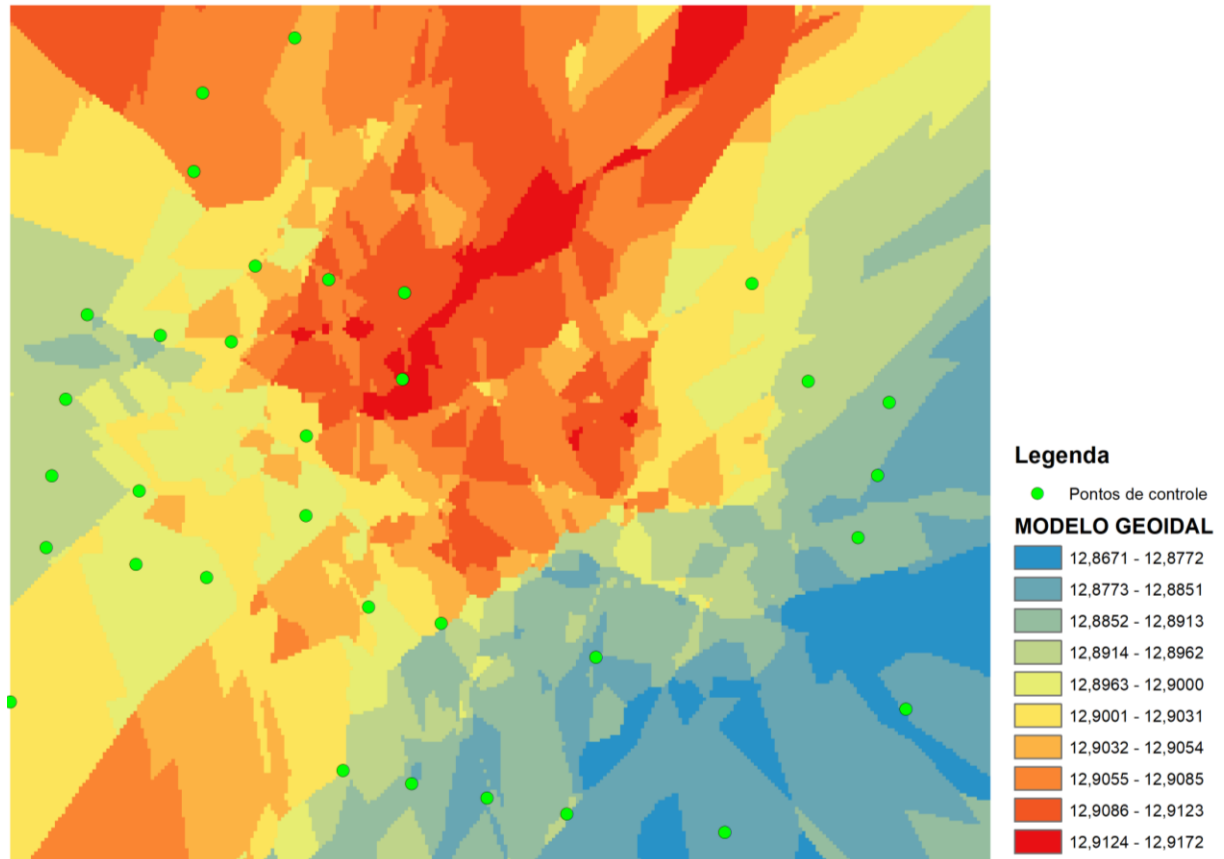 Legenda
Pontos de controle
MODELO GEOIDAL
12,8671 - 12,8772
12,8773 - 12,8851
12,8852 - 12,8913
12,8914 - 12,8962
12,8963 - 12,9000
12,9001 - 12,9031
12,9032 - 12,9054
12,9055 - 12,9085
12,9086 - 12,9123
12,9124 - 12,9172